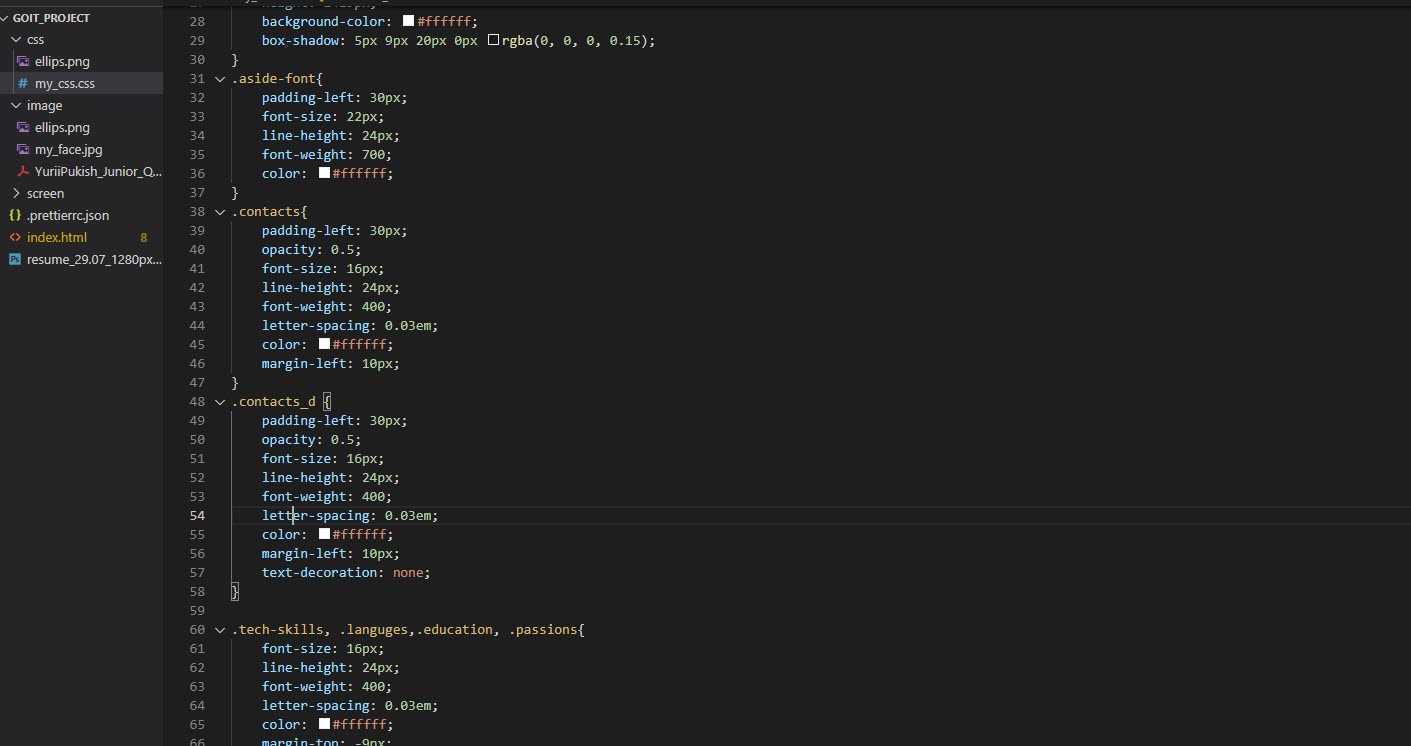 GOIT_PROJECT
css
ellips.png
# my_css.css
image
ellips.png
my_face.jpg
YuriiPukish_Junior_Q...
screen
{} .prettierrc.json
<> index.html 8
Ps resume_29.07_1280px...
28 background-color: #ffffff;
29 box-shadow: 5px 9px 20px 0px rgba(0, 0, 0, 0.15);
30 }
31 .aside-font{
32 padding-left: 30px;
33 font-size: 22px;
34 line-height: 24px;
35 font-weight: 700;
36 color: #ffffff;
37 }
38 .contacts{
39 padding-left: 30px;
40 opacity: 0.5;
41 font-size: 16px;
42 line-height: 24px;
43 font-weight: 400;
44 letter-spacing: 0.03em;
45 color: #ffffff;
46 margin-left: 10px;
47 }
48 .contacts_d {
49 padding-left: 30px;
50 opacity: 0.5;
51 font-size: 16px;
52 line-height: 24px;
53 font-weight: 400;
54 letter-spacing: 0.03em;
55 color: #ffffff;
56 margin-left: 10px;
57 text-decoration: none;
58 }
59
60 .tech-skills, .languges,.education, .passions{
61 font-size: 16px;
62 line-height: 24px;
63 font-weight: 400;
64 letter-spacing: 0.03em;
65 color: #ffffff;
66 margin-top: -9px;